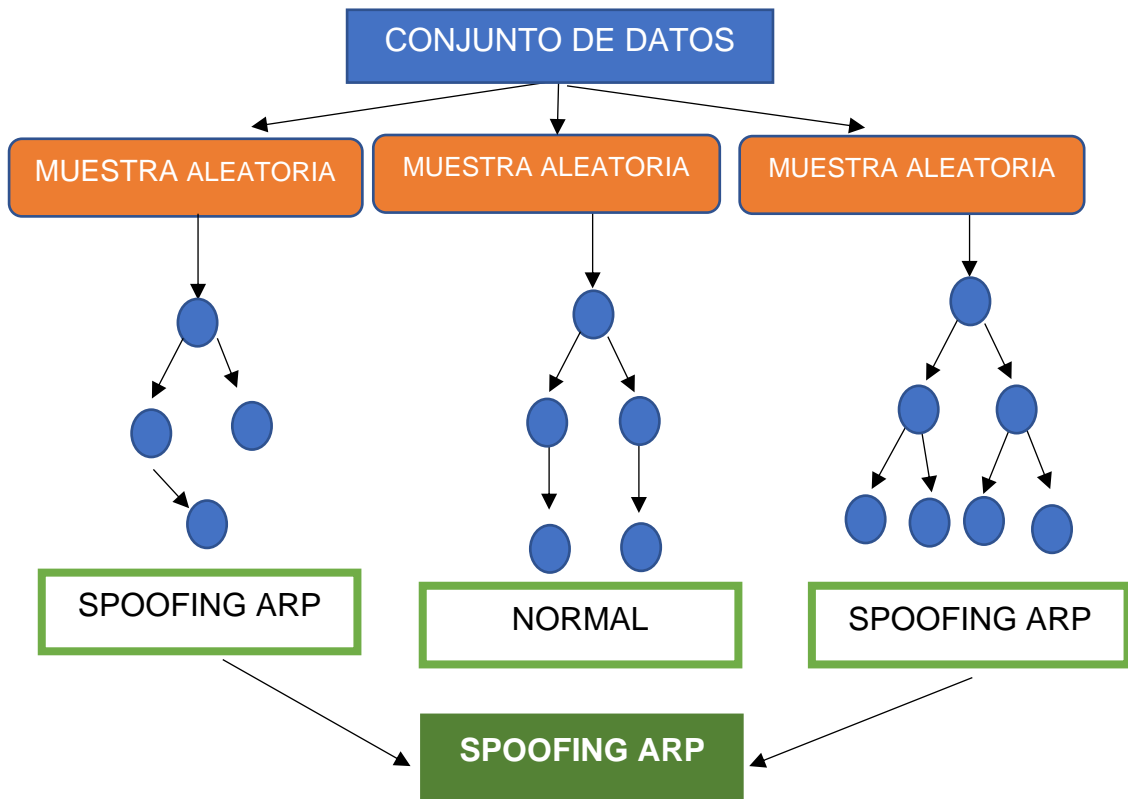 CONJUNTO DE DATOS
MUESTRA ALEATORIA
MUESTRA ALEATORIA
MUESTRA ALEATORIA
SPOOFING ARP
NORMAL
SPOOFING ARP
SPOOFING ARP